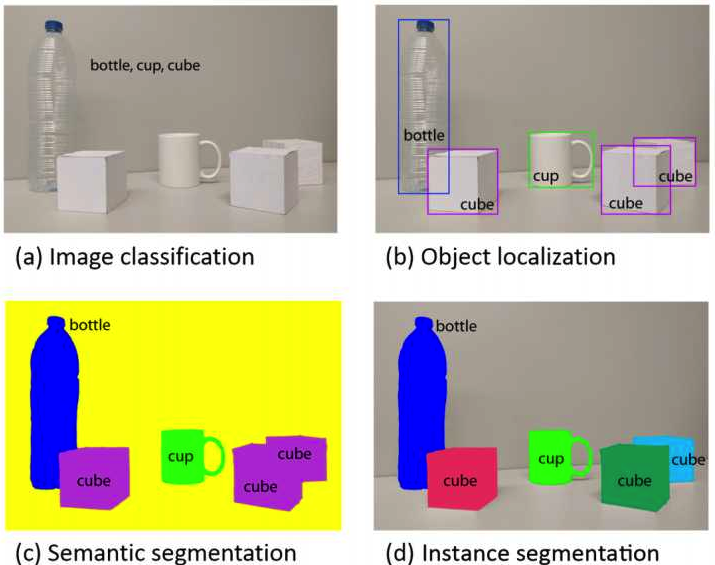 bottle, cup, cube
(a) Image classification
bottle
cup
cube
cube
cube
(b) Object localization
bottle
cup
cube
cube
cube
(c) Semantic segmentation
bottle
cup
cube
cube
cube
(d) Instance segmentation